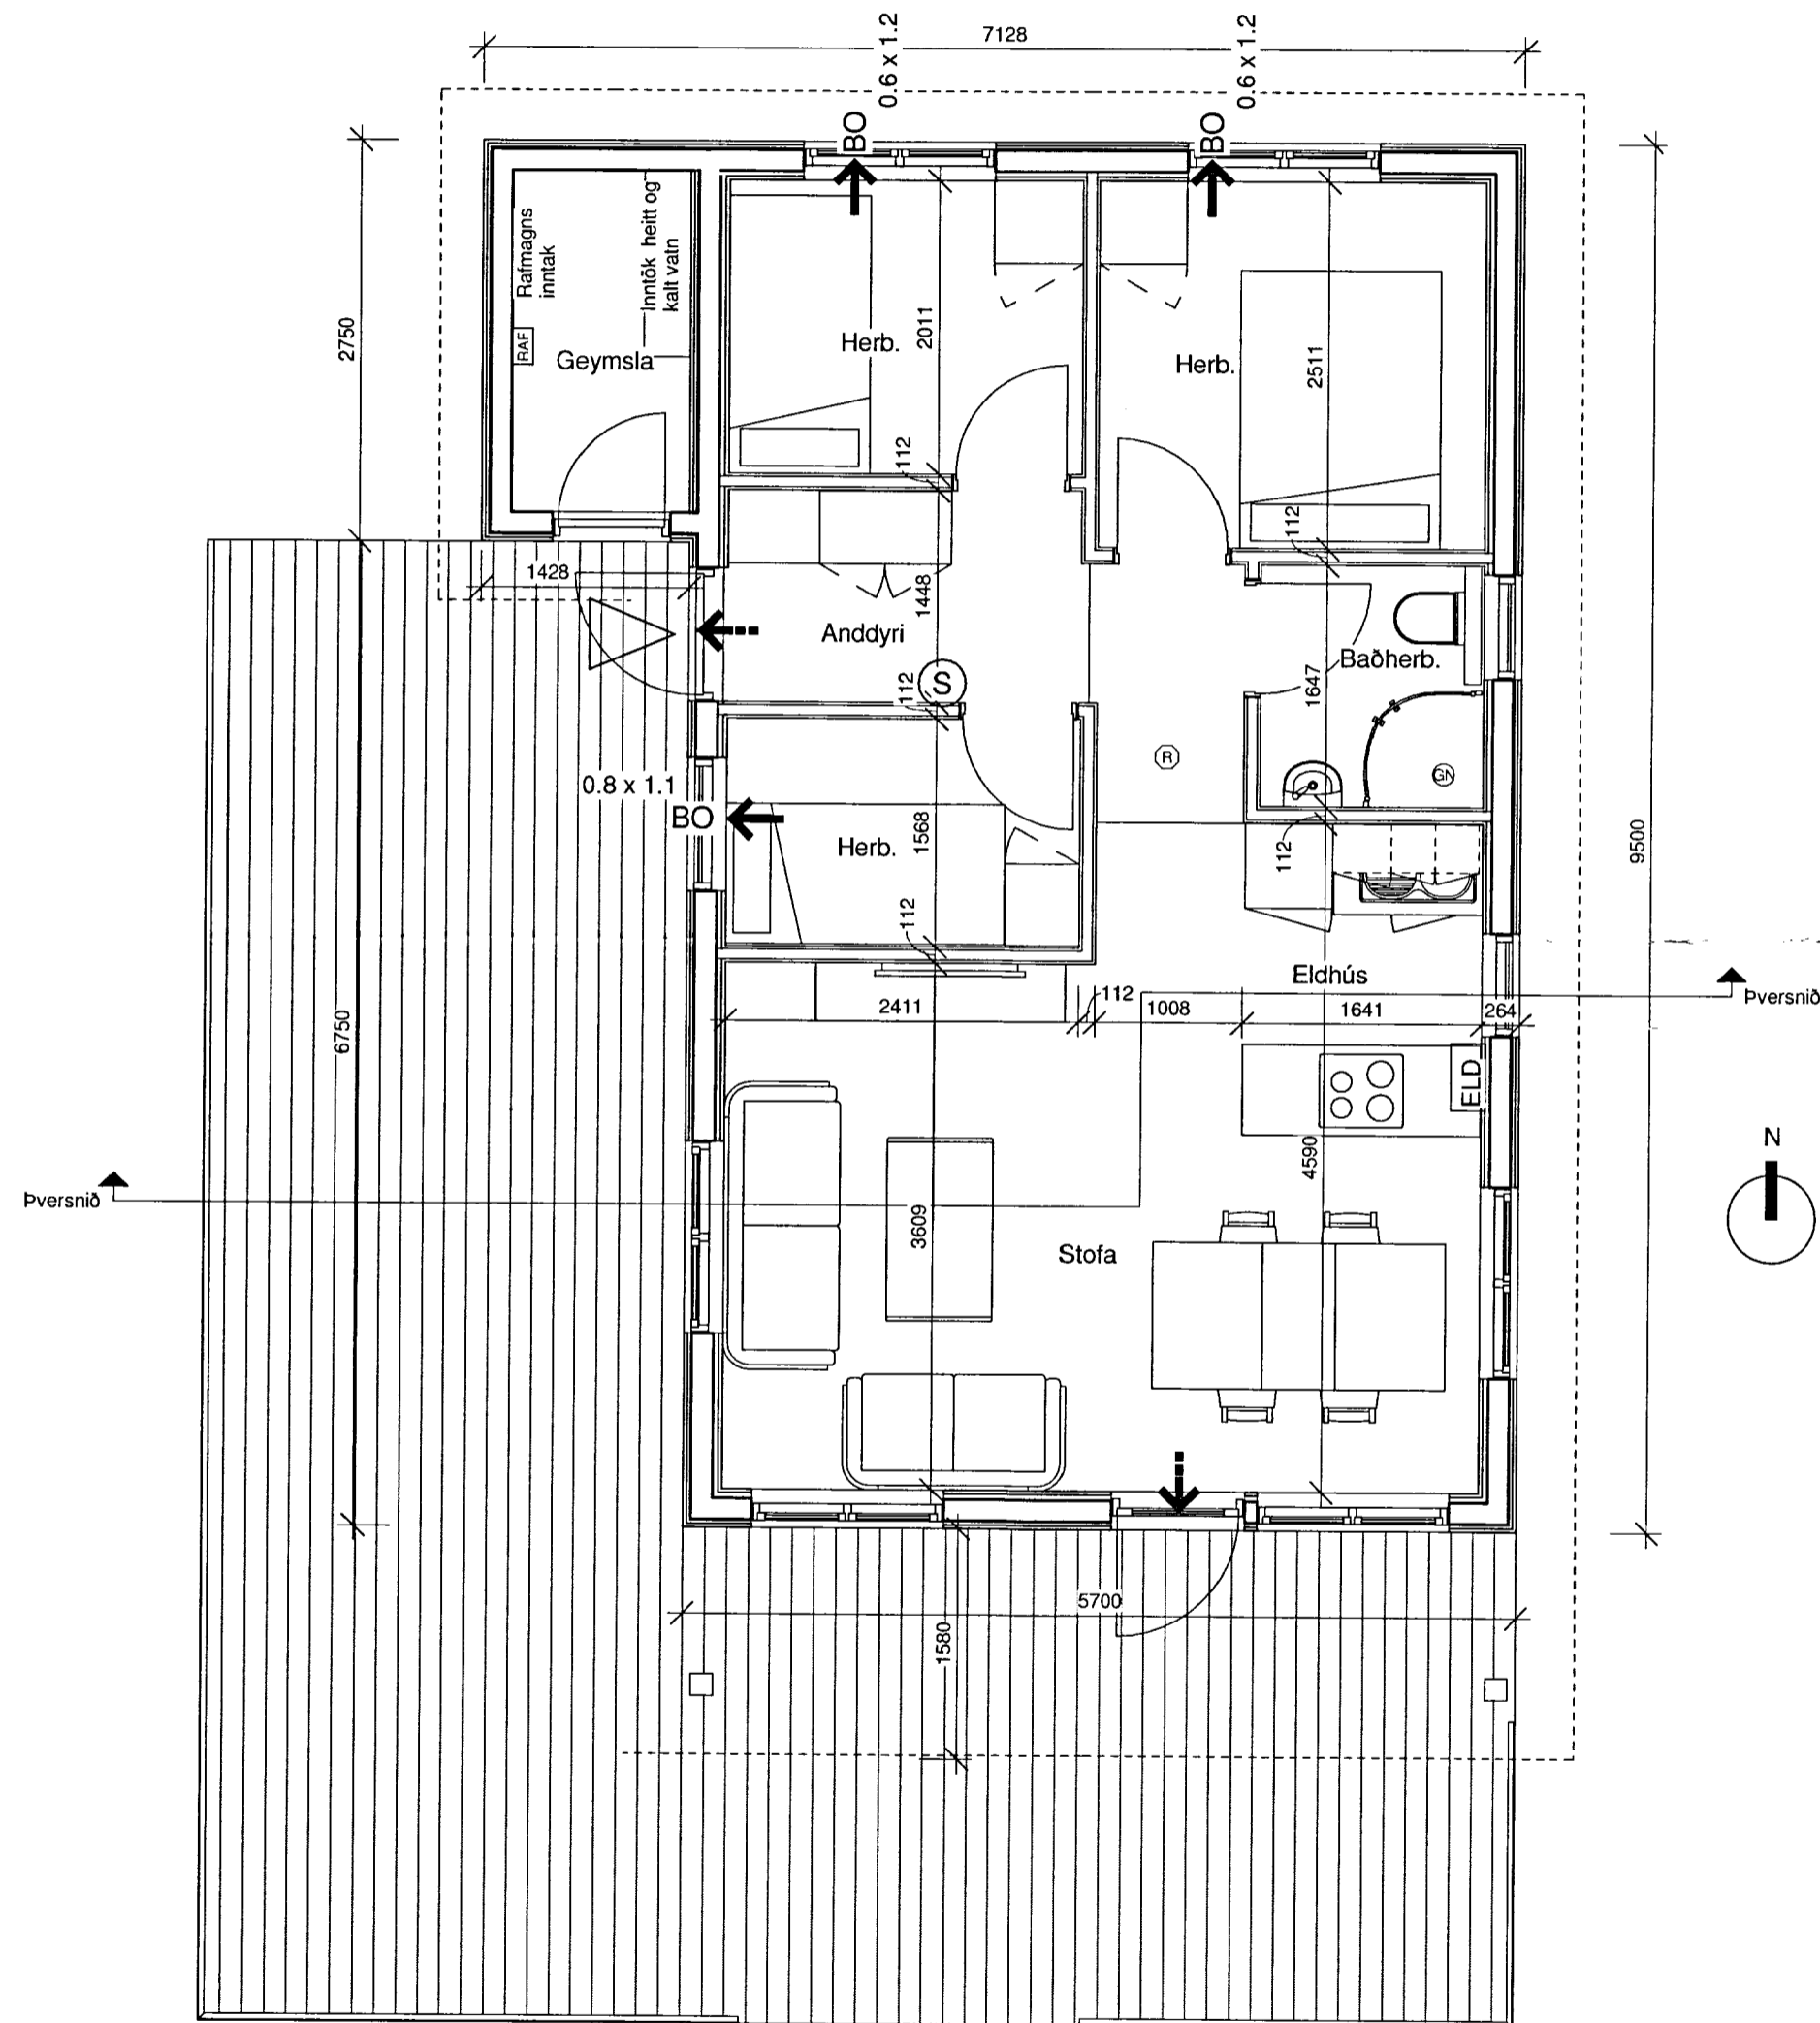 7128
0.6 x 1.2
0.6 x 1.2
BO
BO
Rafmagns
inntak
Inntök heitt og
kalt vatn
RAF
Geymsla
2750
Herb.
2011
Herb.
2511
112
112
1428
1448
Anddyri
S
112
Baðherb.
1647
R
GN
0.8 x 1.1
BO
Herb.
1568
112
112
9500
Eldhús
Þversnið
2411
112
1008
1641
264
6750
ELD
4590
N
Þversnið
3609
Stofa
5700
1580